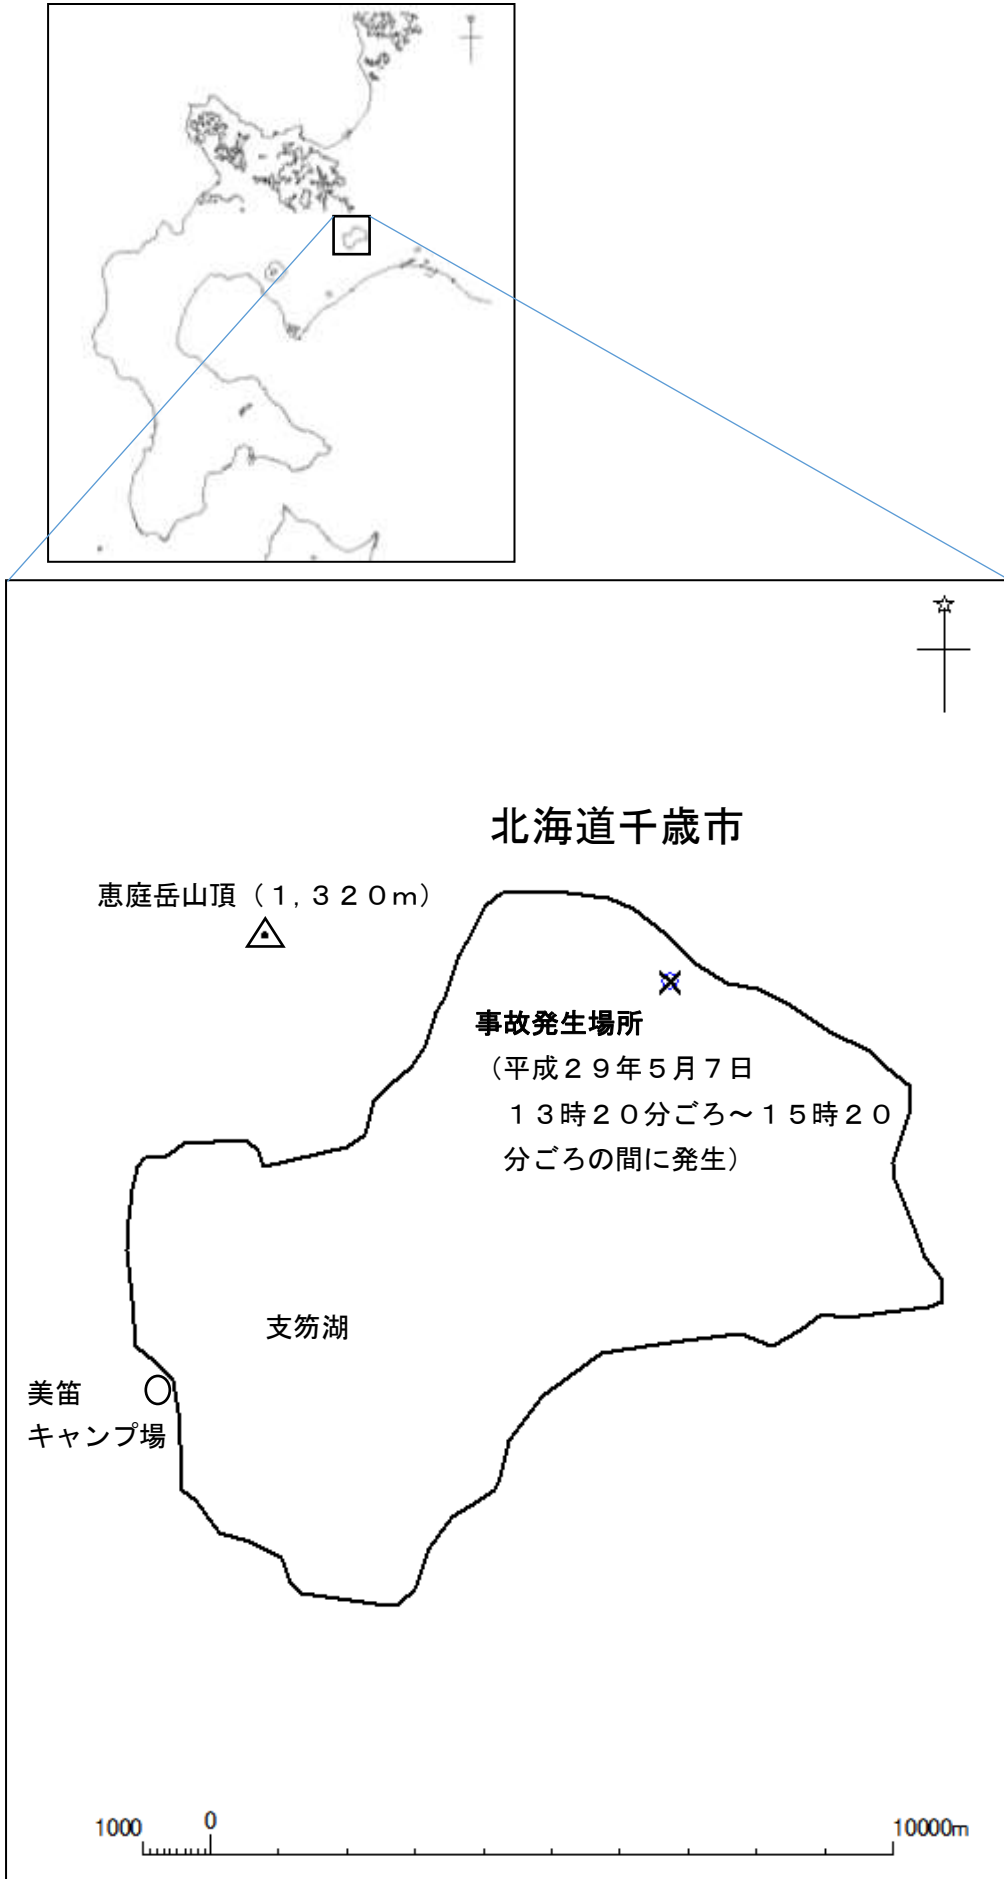 北海道千歳市
恵庭岳山頂（１,３２０ｍ）
事故発生場所
（平成２９年５月７日
１３時２０分ごろ～１５時２０
分ごろの間に発生）
支笏湖
美笛
キャンプ場
1000 0 10000m